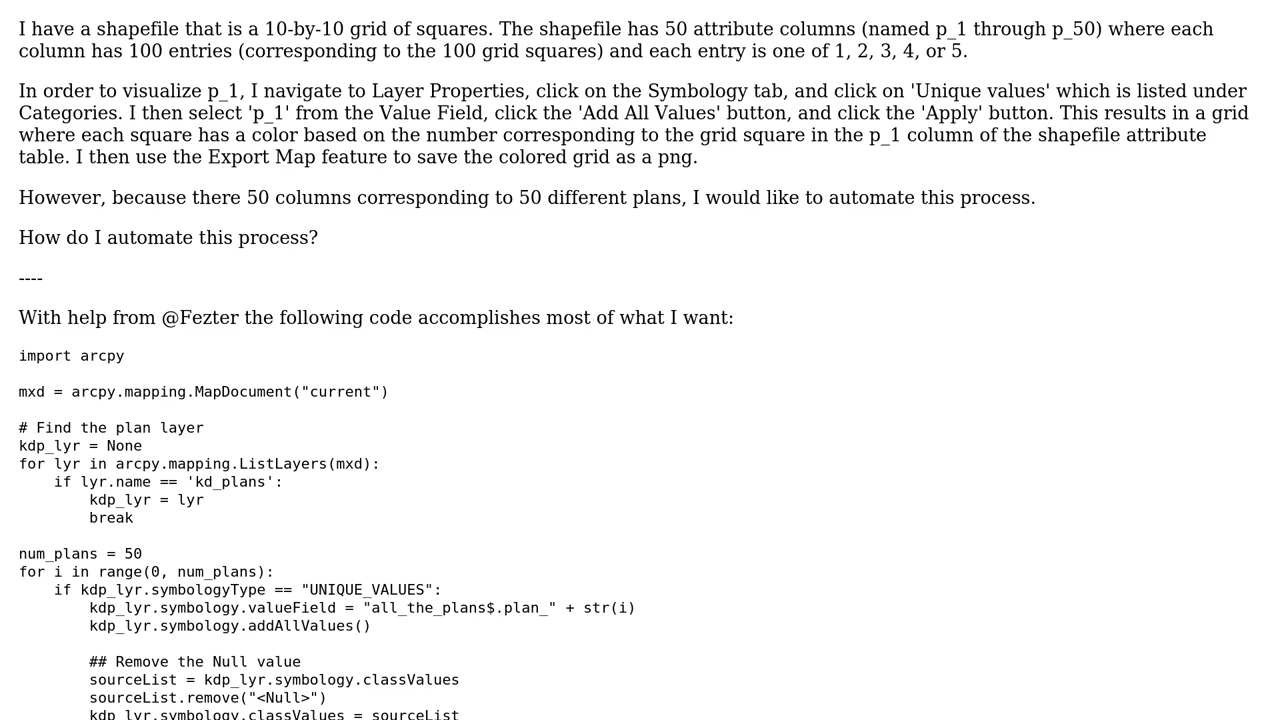 I have a shapefile that is a 10-by-10 grid of squares. The shapefile has 50 attribute columns (named p_1 through p_50) where each
column has 100 entries (corresponding to the 100 grid squares) and each entry is one of 1, 2, 3, 4, or 5.
In order to visualize p_1, I navigate to Layer Properties, click on the Symbology tab, and click on 'Unique values' which is listed under
Categories. I then select 'p_1' from the Value Field, click the 'Add All Values' button, and click the 'Apply' button. This results in a grid
where each square has a color based on the number corresponding to the grid square in the p_1 column of the shapefile attribute
table. I then use the Export Map feature to save the colored grid as a png.
However, because there 50 columns corresponding to 50 different plans, I would like to automate this process.
How do I automate this process?
----
With help from @Fezter the following code accomplishes most of what I want:
import arcpy
mxd = arcpy.mapping.MapDocument("current")
# Find the plan layer
kdp_lyr = None
for lyr in arcpy.mapping.ListLayers(mxd):
    if lyr.name == 'kd_plans':
        kdp_lyr = lyr
        break
num_plans = 50
for i in range(0, num_plans):
    if kdp_lyr.symbologyType == "UNIQUE_VALUES":
        kdp_lyr.symbology.valueField = "all_the_plans$.plan_" + str(i)
        kdp_lyr.symbology.addAllValues()
        ## Remove the Null value
        sourceList = kdp_lyr.symbology.classValues
        sourceList.remove("<Null>")
        kdp_lyr.symbology.classValues = sourceList